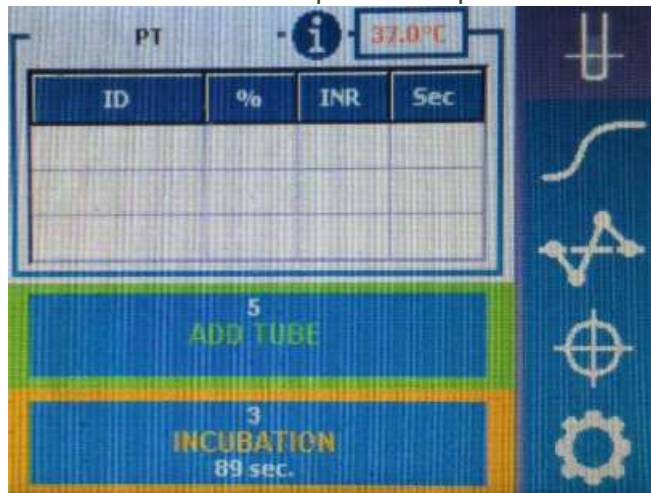 PT
i
37.0°C
ID % INR Sec
5
ADD TUBE
3
INCUBATION
89 sec.